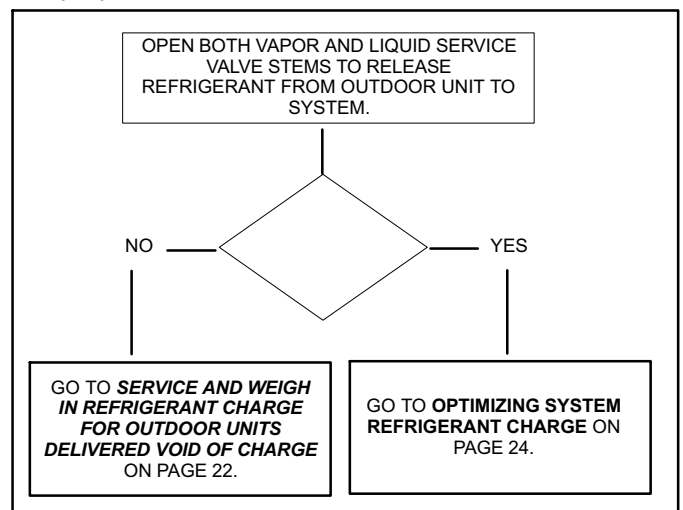 OPEN BOTH VAPOR AND LIQUID SERVICE
VALVE STEMS TO RELEASE
REFRIGERANT FROM OUTDOOR UNIT TO
SYSTEM.
NO
YES
GO TO SERVICE AND WEIGH
IN REFRIGERANT CHARGE
FOR OUTDOOR UNITS
DELIVERED VOID OF CHARGE
ON PAGE 22.
GO TO OPTIMIZING SYSTEM
REFRIGERANT CHARGE ON
PAGE 24.